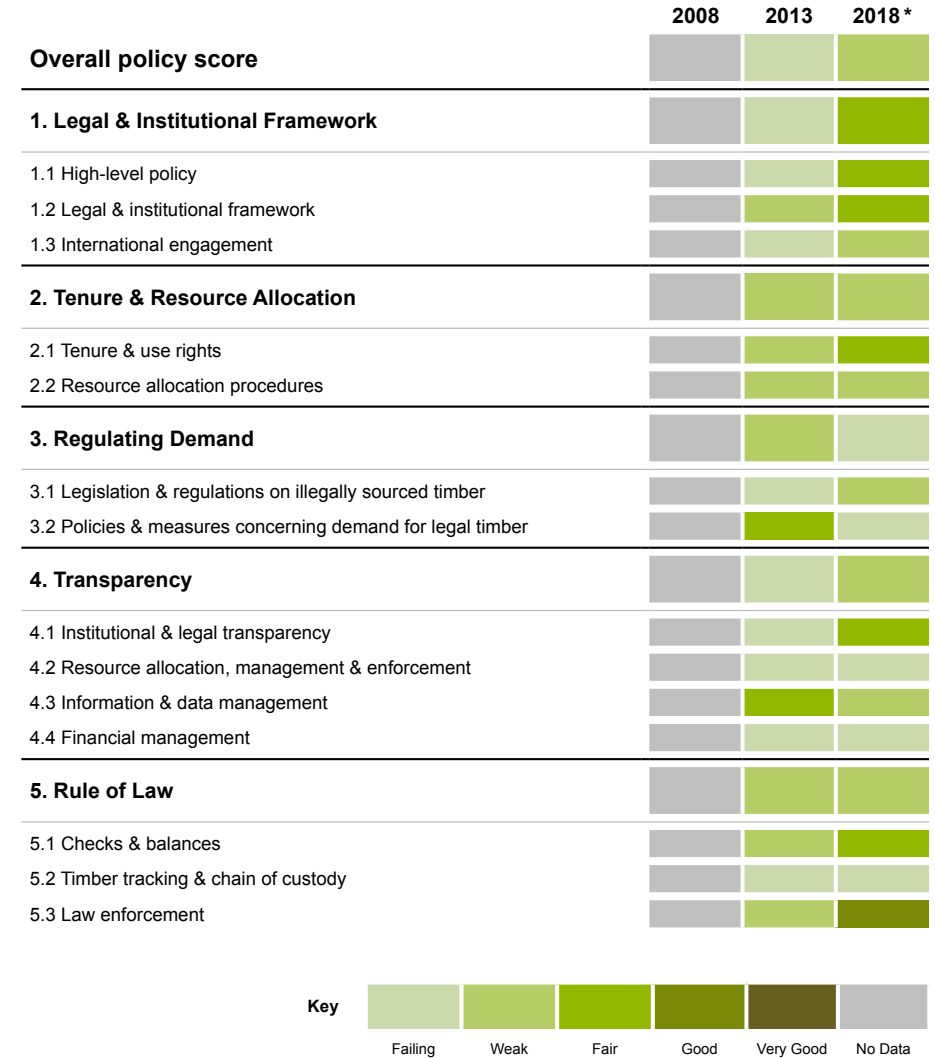 2008 2013 2018 *
Overall policy score
1. Legal & Institutional Framework
1.1 High-level policy
1.2 Legal & institutional framework
1.3 International engagement
2. Tenure & Resource Allocation
2.1 Tenure & use rights
2.2 Resource allocation procedures
3. Regulating Demand
3.1 Legislation & regulations on illegally sourced timber
3.2 Policies & measures concerning demand for legal timber
4. Transparency
4.1 Institutional & legal transparency
4.2 Resource allocation, management & enforcement
4.3 Information & data management
4.4 Financial management
5. Rule of Law
5.1 Checks & balances
5.2 Timber tracking & chain of custody
5.3 Law enforcement
Key
Failing Weak Fair Good Very Good No Data